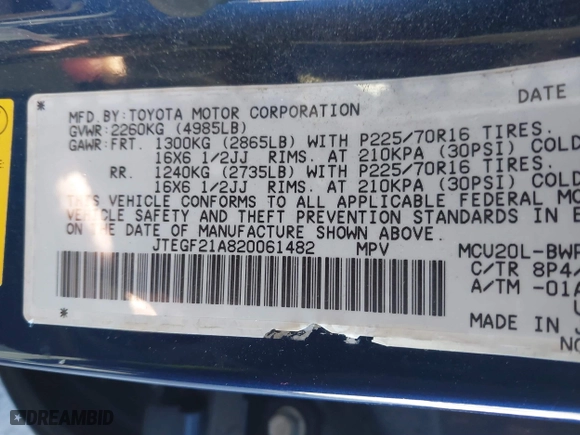 DATE
MFD.BY:TOYOTA MOTOR CORPORATION
GVWR:2260KG (4985LB)
GAWR:FRT. 1300KG (2865LB) WITH P225/70R16 TIRES.
16X6 1/2JJ RIMS. AT 210KPA (30PSI) COLD
RR. 1240KG (2735LB) WITH P225/70R16 TIRES.
16X6 1/2JJ RIMS. AT 210KPA (30PSI) COLD
THIS VEHICLE CONFORMS TO ALL APPLICABLE FEDERAL MO
VEHICLE SAFETY AND THEFT PREVENTION STANDARDS IN E
ON THE DATE OF MANUFACTURE SHOWN ABOVE.
JTEGF21A820061482 MPV MCU20L-BWP
C/TR 8P4
A/TM -01A
MADE IN J
NO
DREAMBID